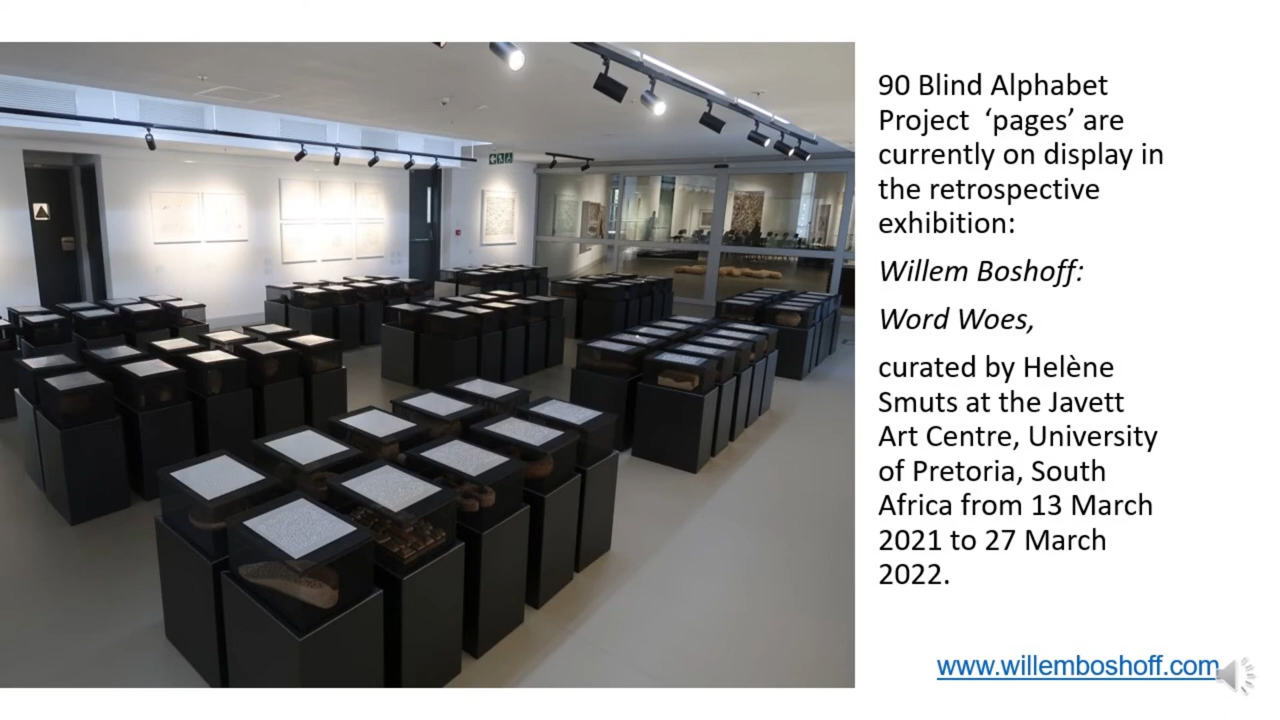 90 Blind Alphabet
Project ‘pages’ are
currently on display in
the retrospective
exhibition:
Willem Boshoff:
Word Woes,
curated by Helène
Smuts at the Javett
Art Centre, University
of Pretoria, South
Africa from 13 March
2021 to 27 March
2022.
www.willemboshoff.com